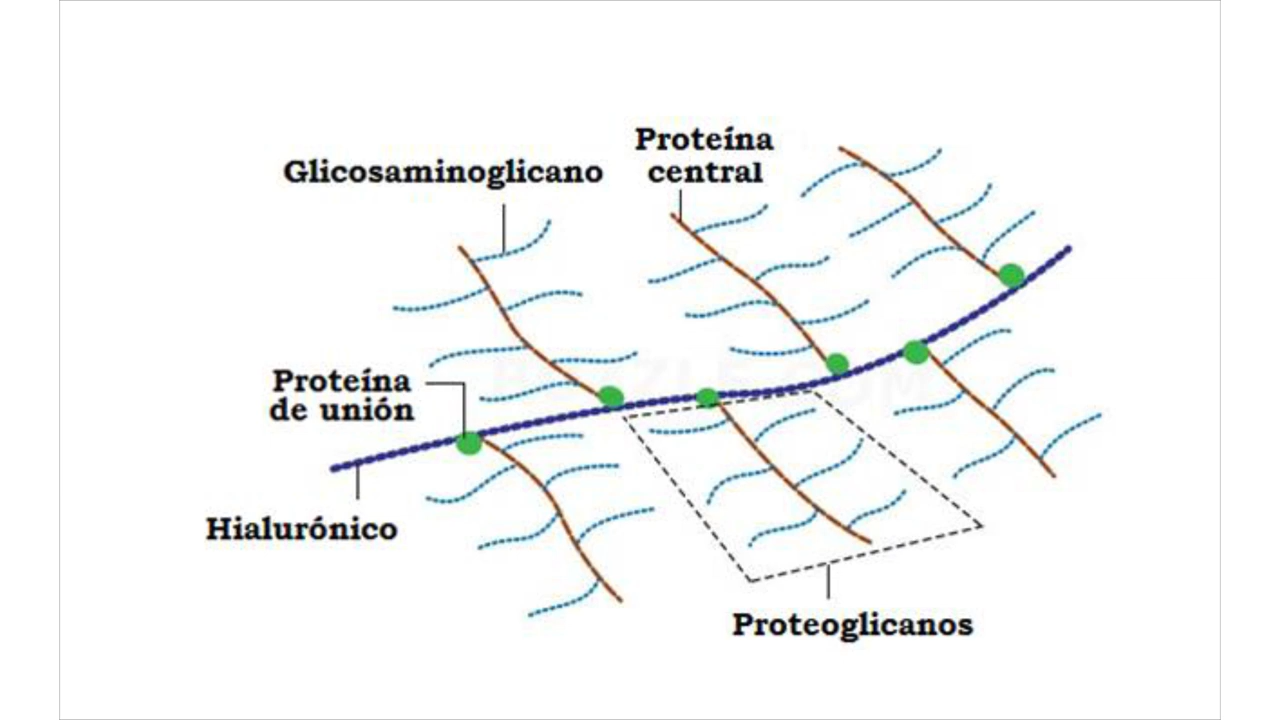 Proteína
central
Glicosaminoglicano
Proteína
de unión
Hialurónico
Proteoglicanos